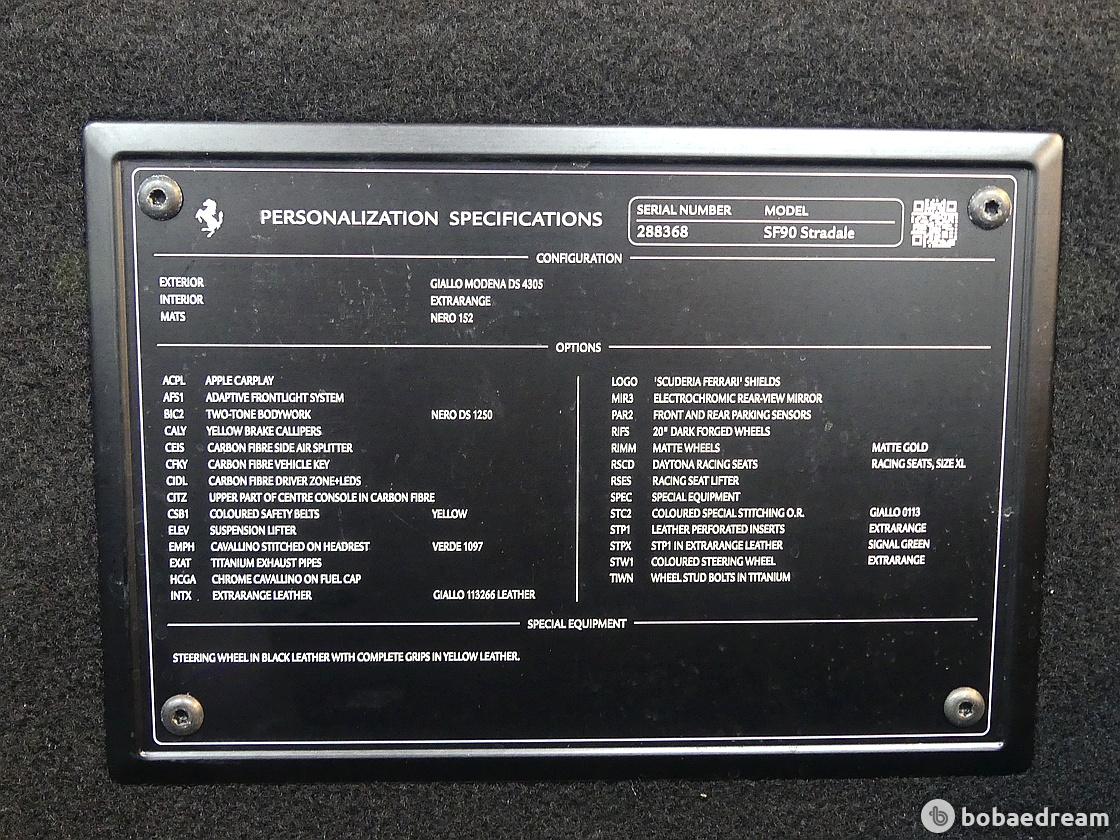 PERSONALIZATION SPECIFICATIONS
SERIAL NUMBER MODEL
288368 SF90 Stradale
CONFIGURATION
EXTERIOR GIALLO MODENA DS 4305
INTERIOR EXTRARANGE
MATS NERO 152
OPTIONS
ACPL APPLE CARPLAY
AFS1 ADAPTIVE FRONTLIGHT SYSTEM
BIC2 TWO-TONE BODYWORK NERO DS 1250
CALY YELLOW BRAKE CALLIPERS
CEIS CARBON FIBRE SIDE AIR SPLITTER
CFKY CARBON FIBRE VEHICLE KEY
CIDL CARBON FIBRE DRIVER ZONE+LEDS
CITZ UPPER PART OF CENTRE CONSOLE IN CARBON FIBRE
CSB1 COLOURED SAFETY BELTS YELLOW
ELEV SUSPENSION LIFTER
EMPH CAVALLINO STITCHED ON HEADREST VERDE 1097
EXAT TITANIUM EXHAUST PIPES
HCGA CHROME CAVALLINO ON FUEL CAP
INTX EXTRARANGE LEATHER GIALLO 113266 LEATHER
LOGO 'SCUDERIA FERRARI' SHIELDS
MIR3 ELECTROCHROMIC REAR-VIEW MIRROR
PAR2 FRONT AND REAR PARKING SENSORS
RIFS 20" DARK FORGED WHEELS
RIMM MATTE WHEELS MATTE GOLD
RSCD DAYTONA RACING SEATS RACING SEATS, SIZE XL
RSES RACING SEAT LIFTER
SPEC SPECIAL EQUIPMENT
STC2 COLOURED SPECIAL STITCHING O.R. GIALLO 0113
STP1 LEATHER PERFORATED INSERTS EXTRARANGE
STPX STP1 IN EXTRARANGE LEATHER SIGNAL GREEN
STW1 COLOURED STEERING WHEEL EXTRARANGE
TIWN WHEEL STUD BOLTS IN TITANIUM
SPECIAL EQUIPMENT
STEERING WHEEL IN BLACK LEATHER WITH COMPLETE GRIPS IN YELLOW LEATHER.
bobaedream